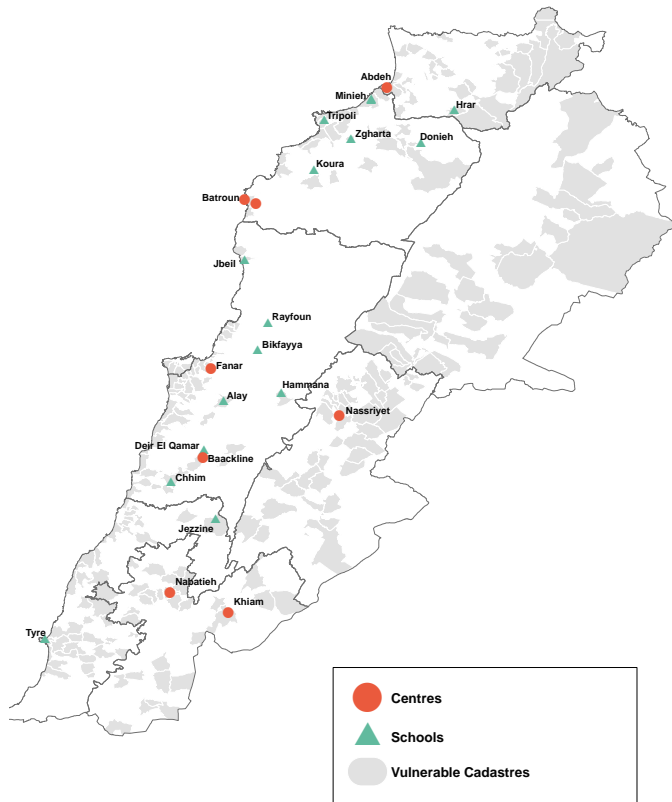 Abdeh
Minieh
Hrar
Tripoli
Zgharta
Donieh
Koura
Batroun
Jbeil
Rayfoun
Bikfayya
Fanar
Hammana
Alay
Nassriyet
Deir El Qamar
Baackline
Chhim
Jezzine
Nabatieh
Khiam
Tyre
Centres
Schools
Vulnerable Cadastres